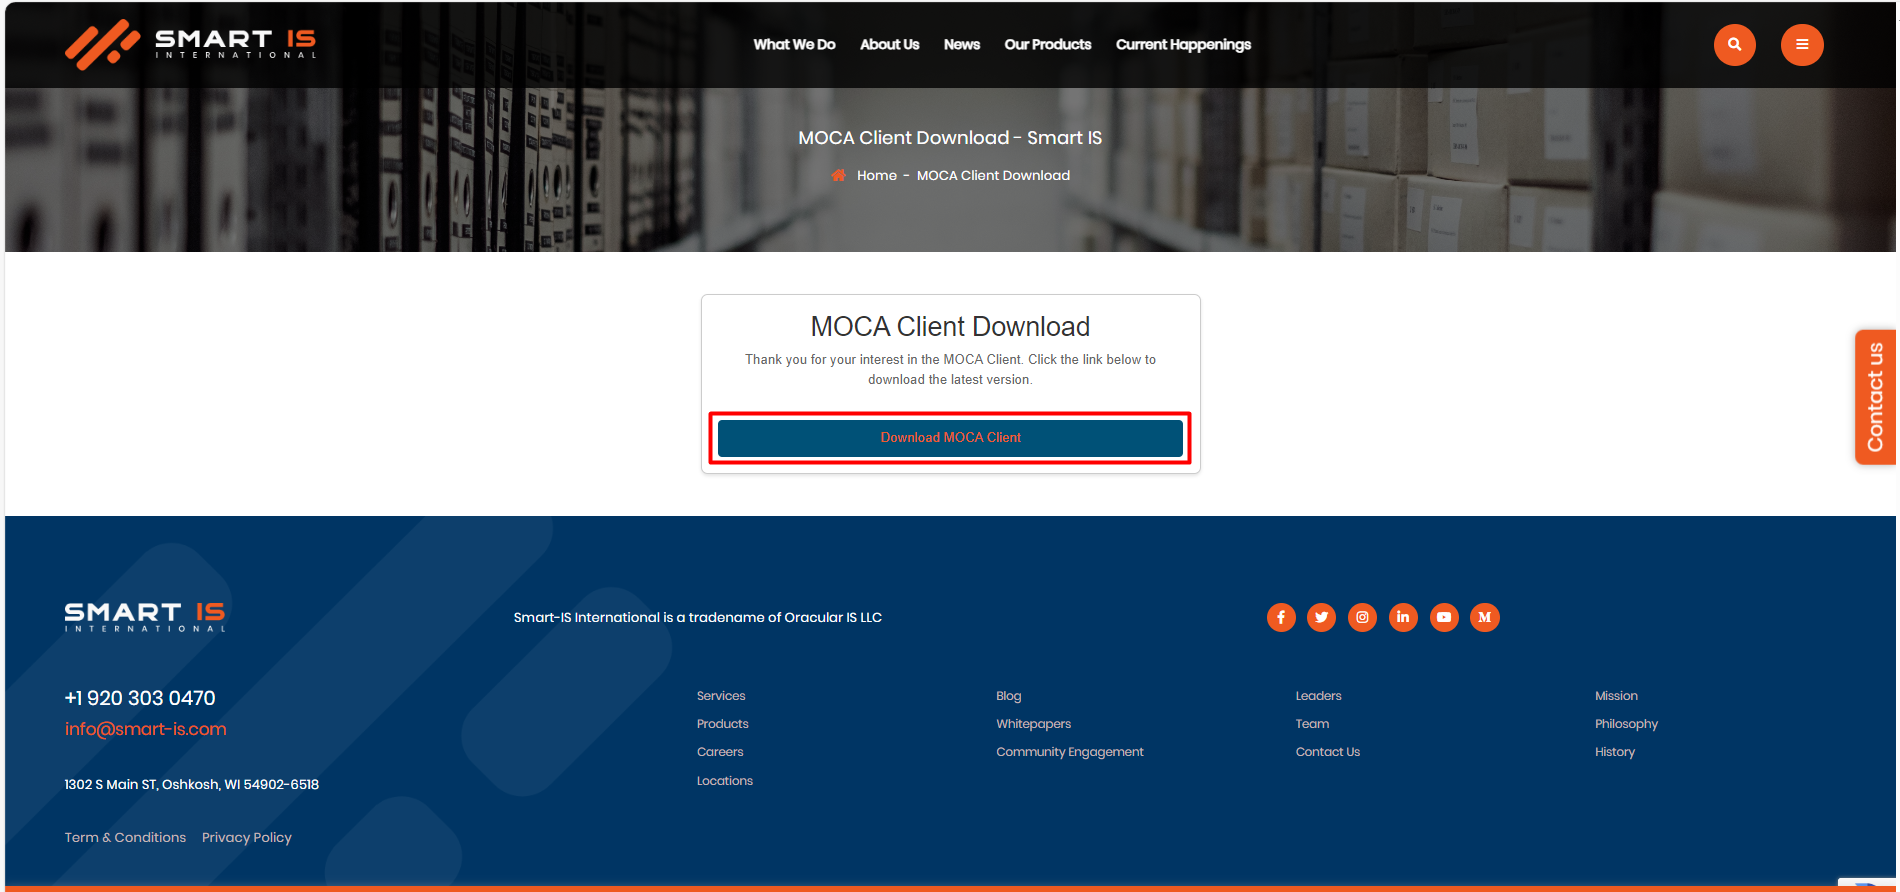 SMART IS
INTERNATIONAL
What We Do
About Us
News
Our Products
Current Happenings
MOCA Client Download - Smart IS
Home - MOCA Client Download
MOCA Client Download
Thank you for your interest in the MOCA Client. Click the link below to
download the latest version.
Download MOCA Client
Contact us
SMART IS
INTERNATIONAL
Smart-IS International is a tradename of Oracular IS LLC
+1 920 303 0470
info@smart-is.com
1302 S Main ST, Oshkosh, WI 54902-6518
Term & Conditions
Privacy Policy
Services
Products
Careers
Locations
Blog
Whitepapers
Community Engagement
Leaders
Team
Contact Us
Mission
Philosophy
History